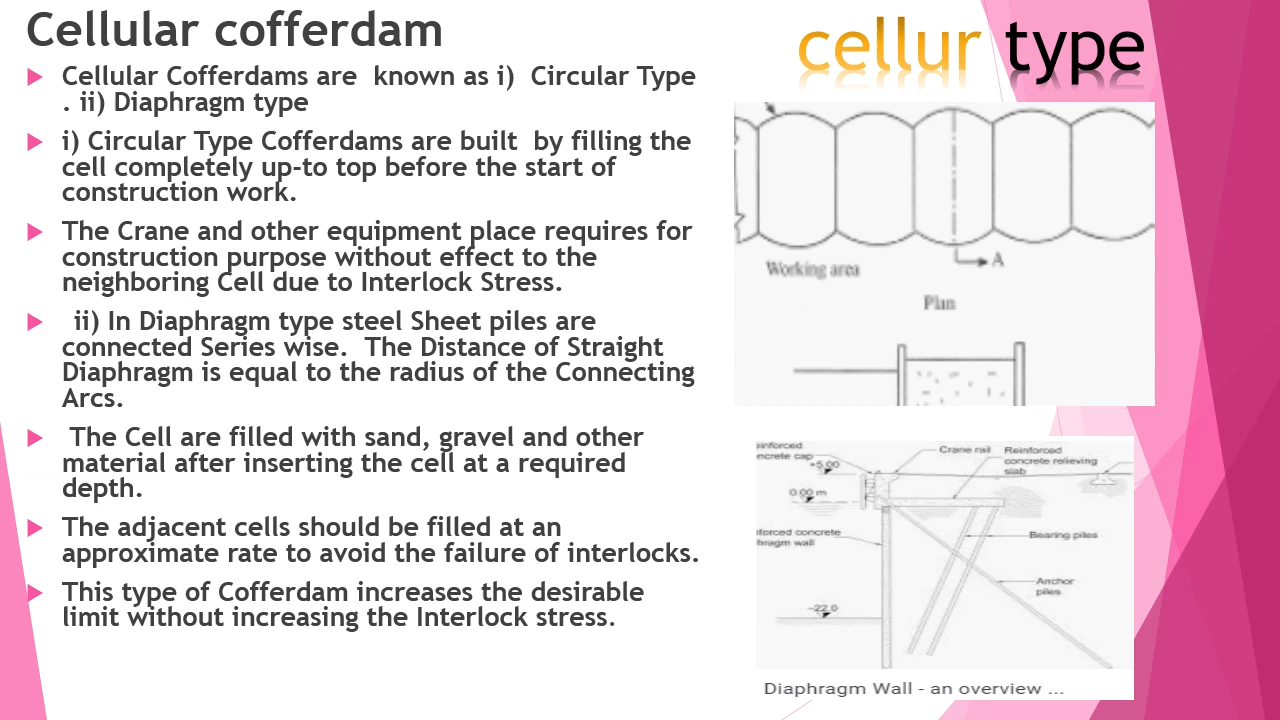 Cellular cofferdam
Cellular Cofferdams are known as i) Circular Type
. ii) Diaphragm type
i) Circular Type Cofferdams are built by filling the
cell completely up-to top before the start of
construction work.
The Crane and other equipment place requires for
construction purpose without effect to the
neighboring Cell due to Interlock Stress.
ii) In Diaphragm type steel Sheet piles are
connected Series wise. The Distance of Straight
Diaphragm is equal to the radius of the Connecting
Arcs.
The Cell are filled with sand, gravel and other
material after inserting the cell at a required
depth.
The adjacent cells should be filled at an
approximate rate to avoid the failure of interlocks.
This type of Cofferdam increases the desirable
limit without increasing the Interlock stress.
cellur type
A
Working area
Plan
inforced
ncrete cap
+5.00
Crane rail
Reinforced
concrete relieving
slab
0.00 m
nforced concrete
hragm wall
Bearing piles
Anchor
piles
-22.0
Diaphragm Wall - an overview ...